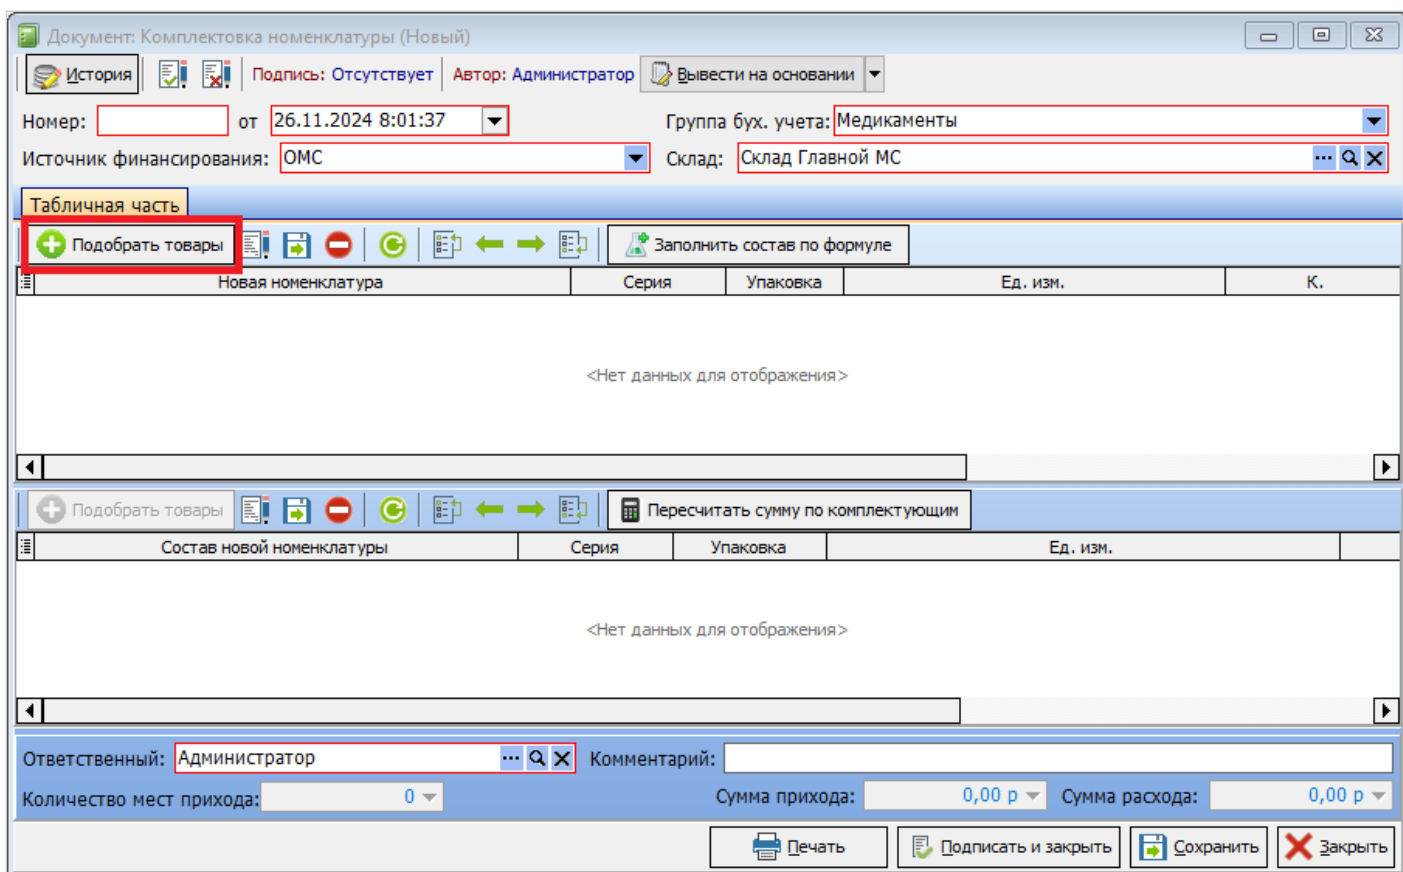 Документ: Комплектовка номенклатуры (Новый)
История Подпись: Отсутствует Автор: Администратор Вывести на основании
Номер: от 26.11.2024 8:01:37 Группа бух. учета: Медикаменты
Источник финансирования: ОМС Склад: Склад Главной МС
Табличная часть
Подобрать товары Заполнить состав по формуле
Новая номенклатура Серия Упаковка Ед. изм. К.
<Нет данных для отображения>
Подобрать товары Пересчитать сумму по комплектующим
Состав новой номенклатуры Серия Упаковка Ед. изм.
<Нет данных для отображения>
Ответственный: Администратор Комментарий:
Количество мест прихода: 0 Сумма прихода: 0,00 р Сумма расхода: 0,00 р
Печать Подписать и закрыть Сохранить Закрыть